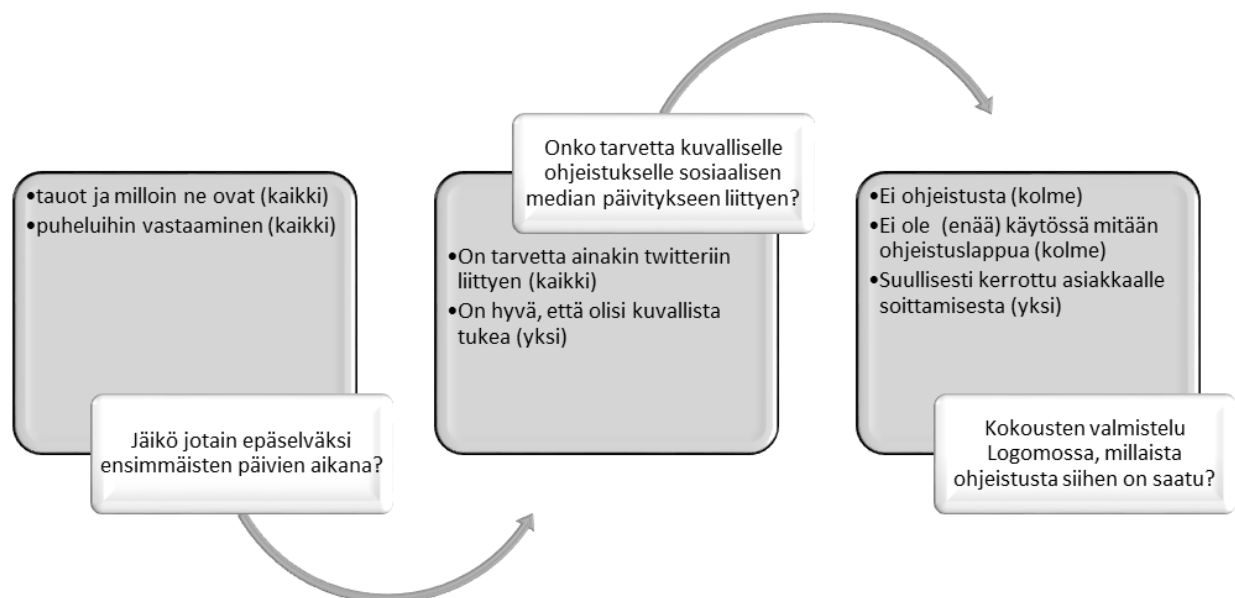 •tauot ja milloin ne ovat (kaikki)
•puheluihin vastaaminen (kaikki)
Jäikö jotain epäselväksi
ensimmäisten päivien aikana?
Onko tarvetta kuvalliselle
ohjeistukselle sosiaalisen
median päivitykseen liittyen?
•On tarvetta ainakin twitteriin
liittyen (kaikki)
•On hyvä, että olisi kuvallista
tukea (yksi)
•Ei ohjeistusta (kolme)
•Ei ole (enää) käytössä mitään
ohjeistuslappua (kolme)
•Suullisesti kerrottu asiakkaalle
soittamisesta (yksi)
Kokousten valmistelu
Logomossa, millaista
ohjeistusta siihen on saatu?